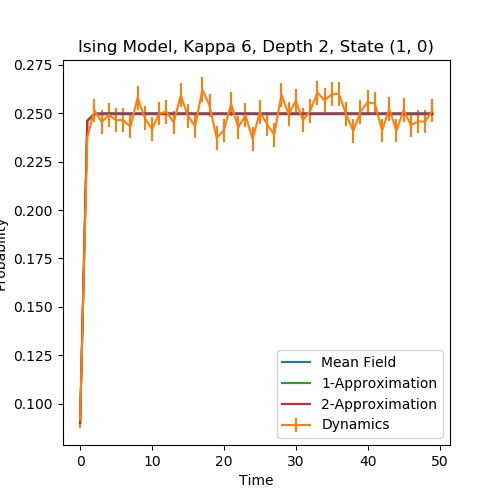 Ising Model, Kappa 6, Depth 2, State (1, 0)
0.275
0.250
0.225
0.200
0.175
0.150
0.125
0.100
Probability
0
10
20
30
40
50
Time
Mean Field
1-Approximation
2-Approximation
Dynamics